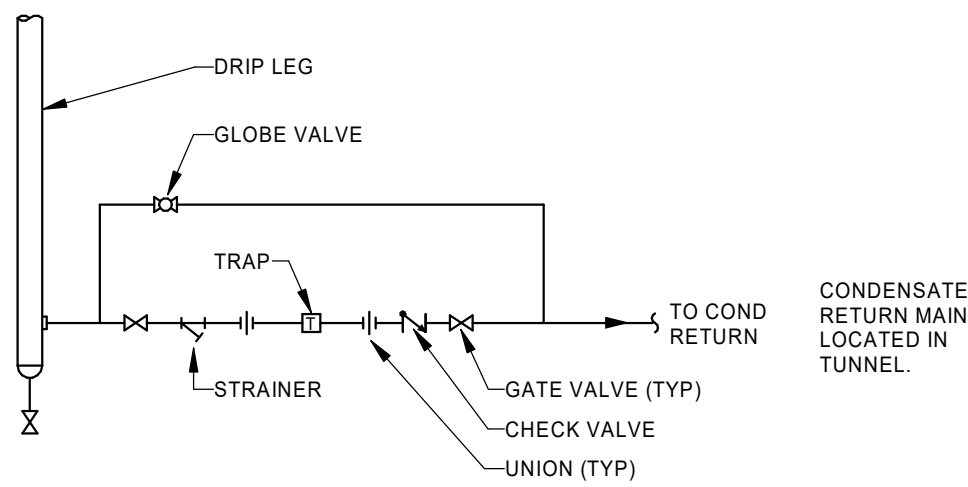 DRIP LEG
GLOBE VALVE
TRAP
T
TO COND
RETURN
CONDENSATE
RETURN MAIN
LOCATED IN
TUNNEL.
STRAINER
GATE VALVE (TYP)
CHECK VALVE
UNION (TYP)